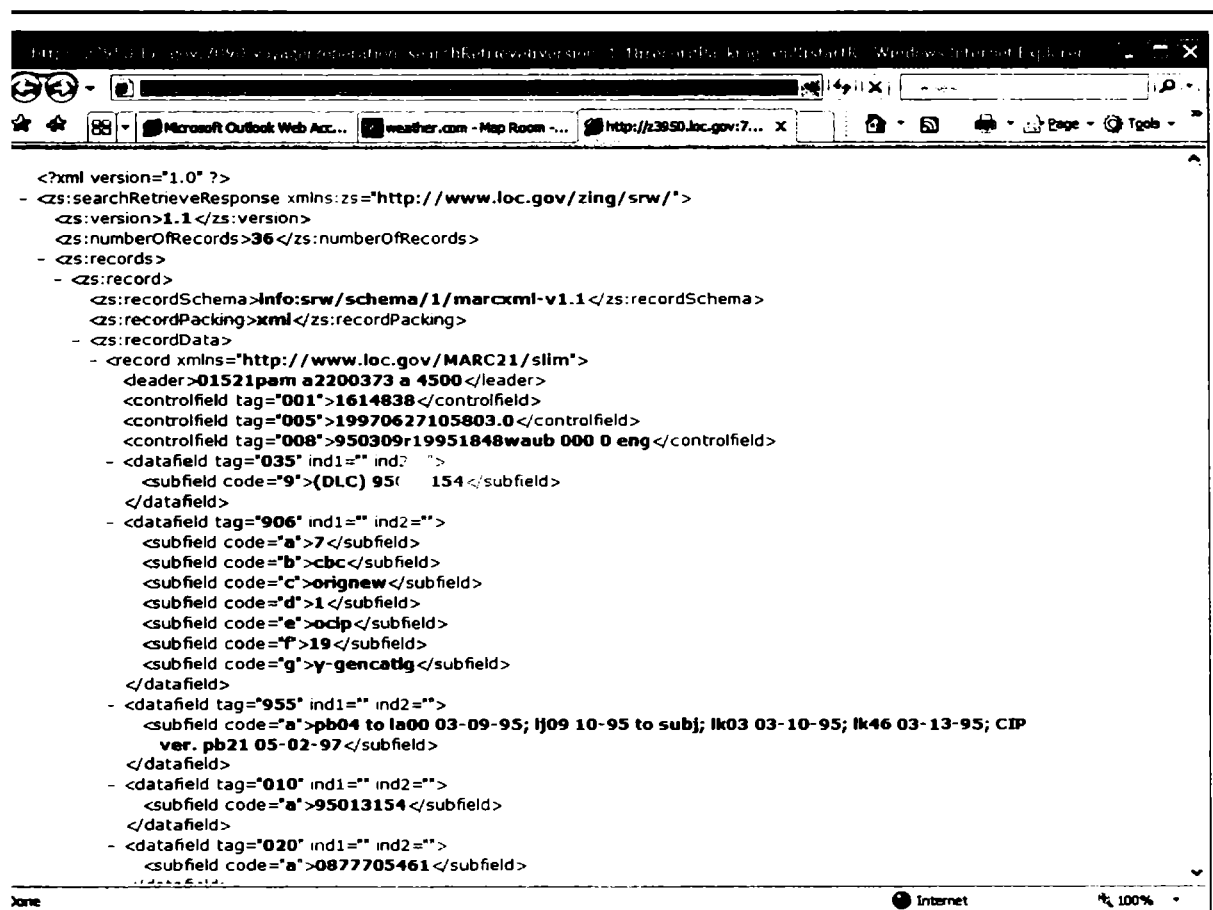 Windows Internet Explorer
Microsoft Outlook Web Acc... weather.com - Map Room -... http://z3950.loc.gov:7... X Page Tools
<?xml version="1.0" ?>
- <zs:searchRetrieveResponse xmlns:zs="http://www.loc.gov/zing/srw/">
<zs:version>1.1</zs:version>
<zs:numberOfRecords>36</zs:numberOfRecords>
- <zs:records>
- <zs:record>
<zs:recordSchema>info:srw/schema/1/marcxml-v1.1</zs:recordSchema>
<zs:recordPacking>xml</zs:recordPacking>
- <zs:recordData>
- <record xmlns="http://www.loc.gov/MARC21/slim">
<leader>01521pam a2200373 a 4500</leader>
<controlfield tag="001">1614838</controlfield>
<controlfield tag="005">19970627105803.0</controlfield>
<controlfield tag="008">950309r19951848waub 000 0 eng</controlfield>
- <datafield tag="035" ind1="" ind2 ">
<subfield code="9">(DLC) 95( 154</subfield>
</datafield>
- <datafield tag="906" ind1="" ind2="">
<subfield code="a">7</subfield>
<subfield code="b">cbc</subfield>
<subfield code="c">orignew</subfield>
<subfield code="d">1</subfield>
<subfield code="e">ocip</subfield>
<subfield code="f">19</subfield>
<subfield code="g">y-gencatlg</subfield>
</datafield>
- <datafield tag="955" ind1="" ind2="">
<subfield code="a">pb04 to la00 03-09-95; lj09 10-95 to subj; lk03 03-10-95; lk46 03-13-95; CIP
ver. pb21 05-02-97</subfield>
</datafield>
- <datafield tag="010" ind1="" ind2="">
<subfield code="a">95013154</subfield>
</datafield>
- <datafield tag="020" ind1="" ind2="">
<subfield code="a">0877705461</subfield>
Internet 100%